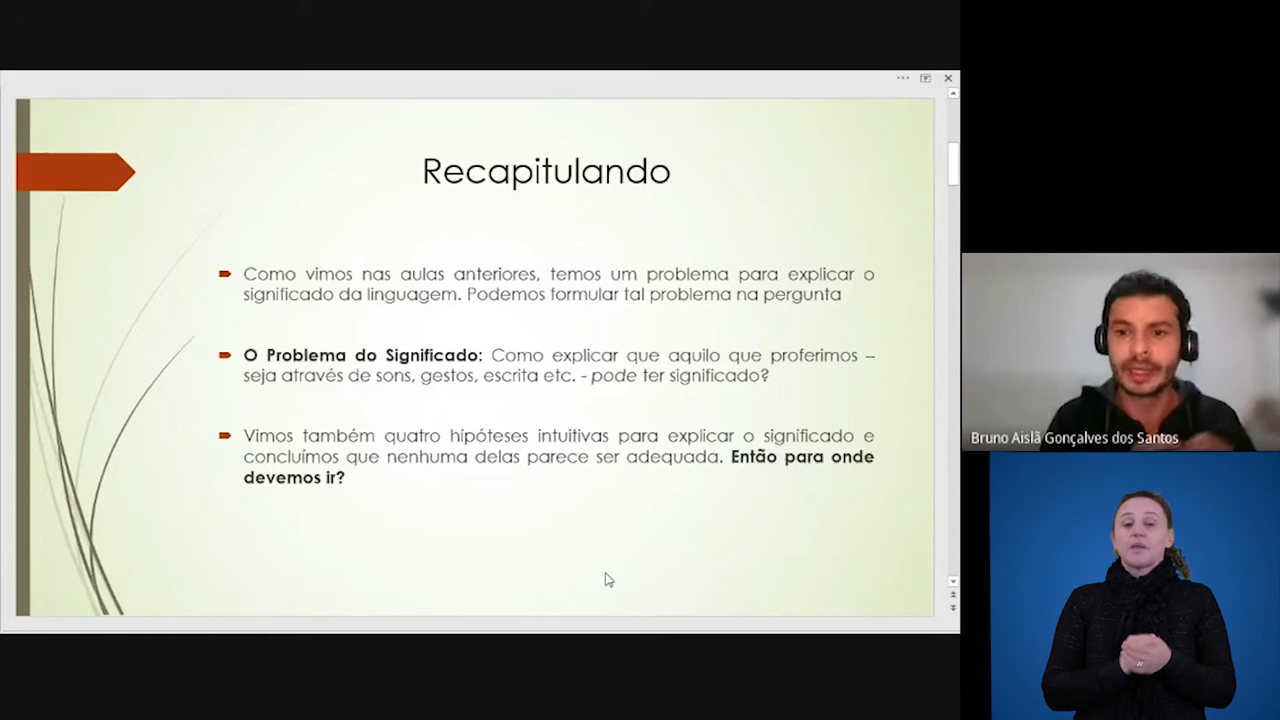 Recapitulando
Como vimos nas aulas anteriores, temos um problema para explicar o
significado da linguagem. Podemos formular tal problema na pergunta
O Problema do Significado: Como explicar que aquilo que proferimos –
seja através de sons, gestos, escrita etc. - pode ter significado?
Vimos também quatro hipóteses intuitivas para explicar o significado e
concluímos que nenhuma delas parece ser adequada. Então para onde
devemos ir?
Bruno Aislã Gonçalves dos Santos